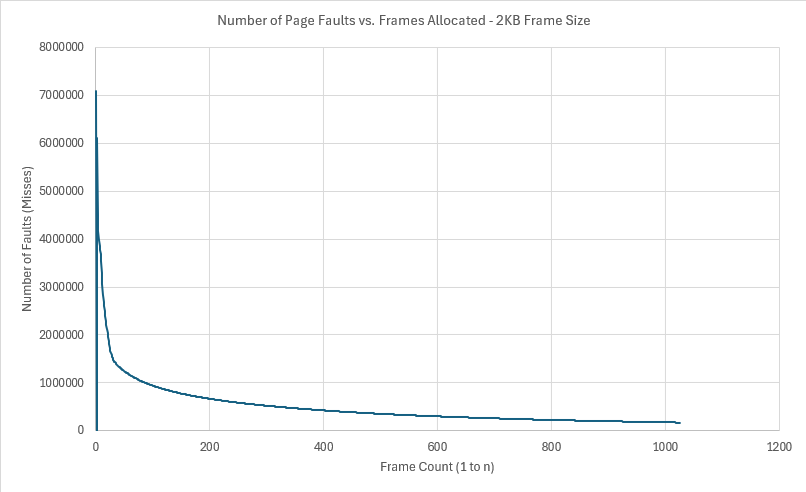 Number of Page Faults vs. Frames Allocated - 2KB Frame Size
8000000
7000000
6000000
5000000
4000000
3000000
2000000
1000000
0
Number of Faults (Misses)
0 200 400 600 800 1000 1200
Frame Count (1 to n)